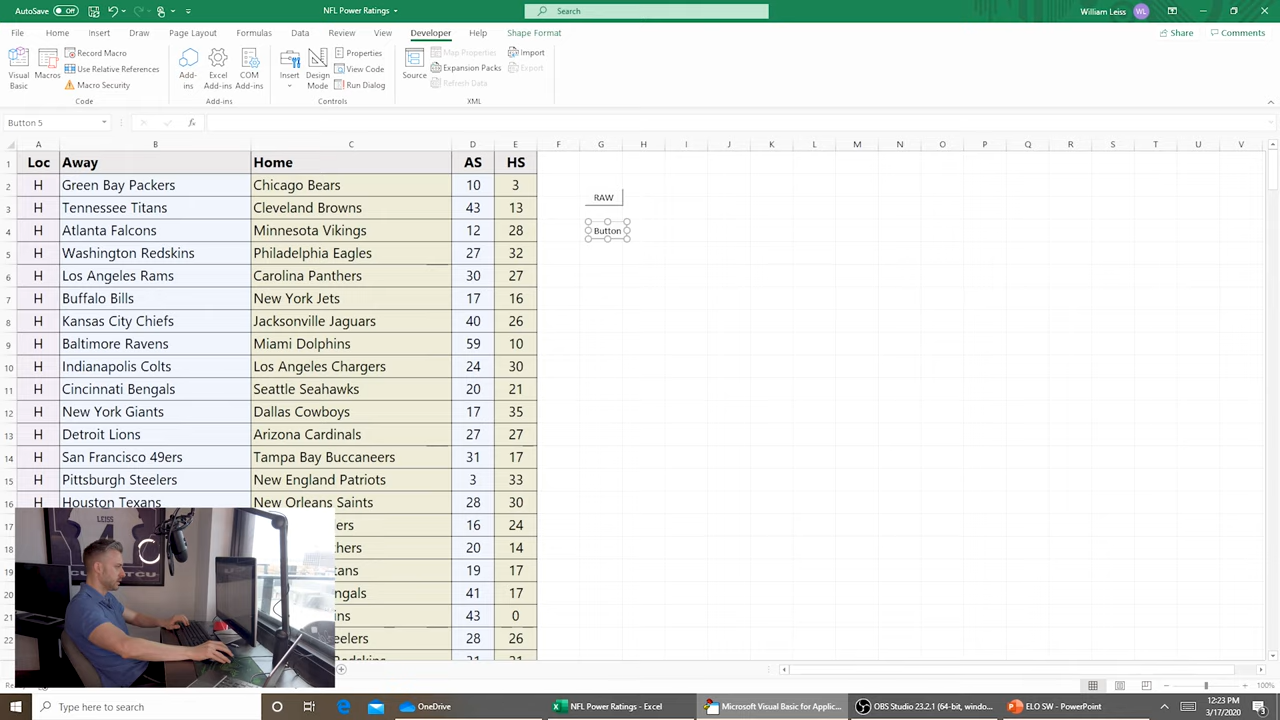 AutoSave Off NFL Power Ratings Search William Leiss WL
File Home Insert Draw Page Layout Formulas Data Review View Developer Help Shape Format Share Comments
Visual Basic Macros Record Macro Use Relative References Macro Security Code
Add-ins Excel Add-ins COM Add-ins Add-ins
Insert Design Mode Properties View Code Run Dialog Controls
Source Map Properties Expansion Packs Refresh Data Import Export XML
Button 5 fx
A B C D E F G H I J K L M N O P Q R S T U V
1 Loc Away Home AS HS
2 H Green Bay Packers Chicago Bears 10 3
RAW
3 H Tennessee Titans Cleveland Browns 43 13
4 H Atlanta Falcons Minnesota Vikings 12 28
Button
5 H Washington Redskins Philadelphia Eagles 27 32
6 H Los Angeles Rams Carolina Panthers 30 27
7 H Buffalo Bills New York Jets 17 16
8 H Kansas City Chiefs Jacksonville Jaguars 40 26
9 H Baltimore Ravens Miami Dolphins 59 10
10 H Indianapolis Colts Los Angeles Chargers 24 30
11 H Cincinnati Bengals Seattle Seahawks 20 21
12 H New York Giants Dallas Cowboys 17 35
13 H Detroit Lions Arizona Cardinals 27 27
14 H San Francisco 49ers Tampa Bay Buccaneers 31 17
15 H Pittsburgh Steelers New England Patriots 3 33
16 H Houston Texans New Orleans Saints 28 30
17 ers 16 24
18 hers 20 14
19 tans 19 17
20 ngals 41 17
21 ins 43 0
22 eelers 28 26
100%
Type here to search OneDrive NFL Power Ratings - Excel Microsoft Visual Basic for Applic... OBS Studio 23.2.1 (64-bit, window... ELO SW - PowerPoint 12:23 PM
3/17/2020